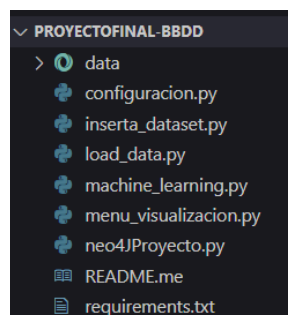 PROYECTOFINAL-BBDD
data
configuracion.py
inserta_dataset.py
load_data.py
machine_learning.py
menu_visualizacion.py
neo4JProyecto.py
README.me
requirements.txt